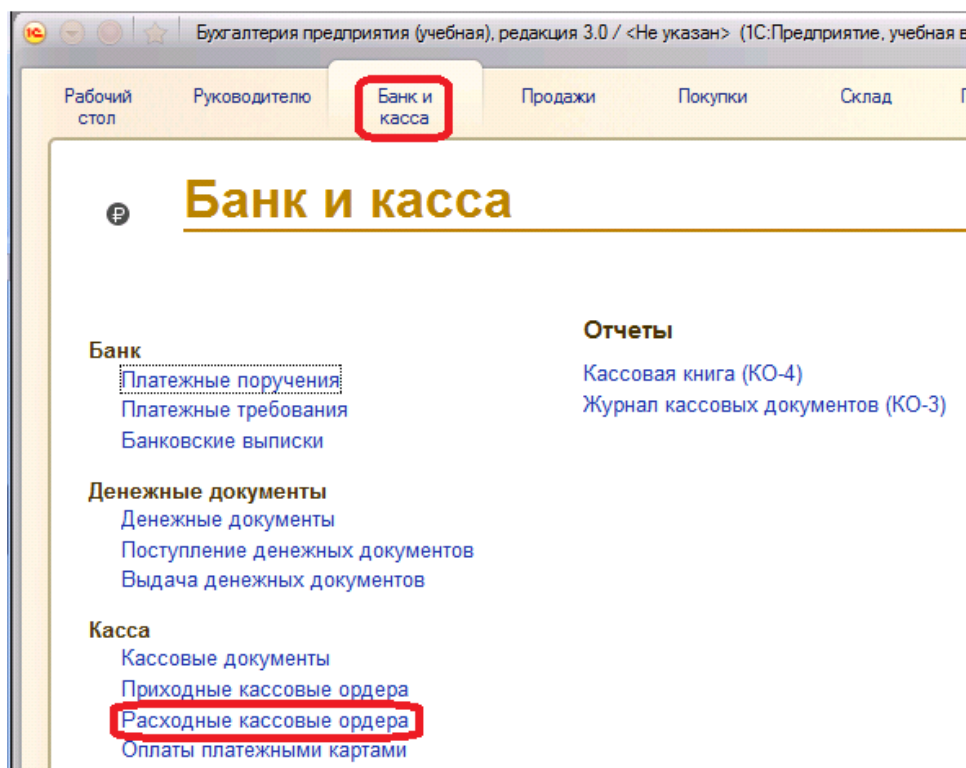 1С Бухгалтерия предприятия (учебная), редакция 3.0 / <Не указан> (1С:Предприятие, учебная в
Рабочий стол
Руководителю
Банк и касса
Продажи
Покупки
Склад
Банк и касса
Отчеты
Кассовая книга (КО-4)
Журнал кассовых документов (КО-3)
Банк
Платежные поручения
Платежные требования
Банковские выписки
Денежные документы
Денежные документы
Поступление денежных документов
Выдача денежных документов
Касса
Кассовые документы
Приходные кассовые ордера
Расходные кассовые ордера
Оплаты платежными картами